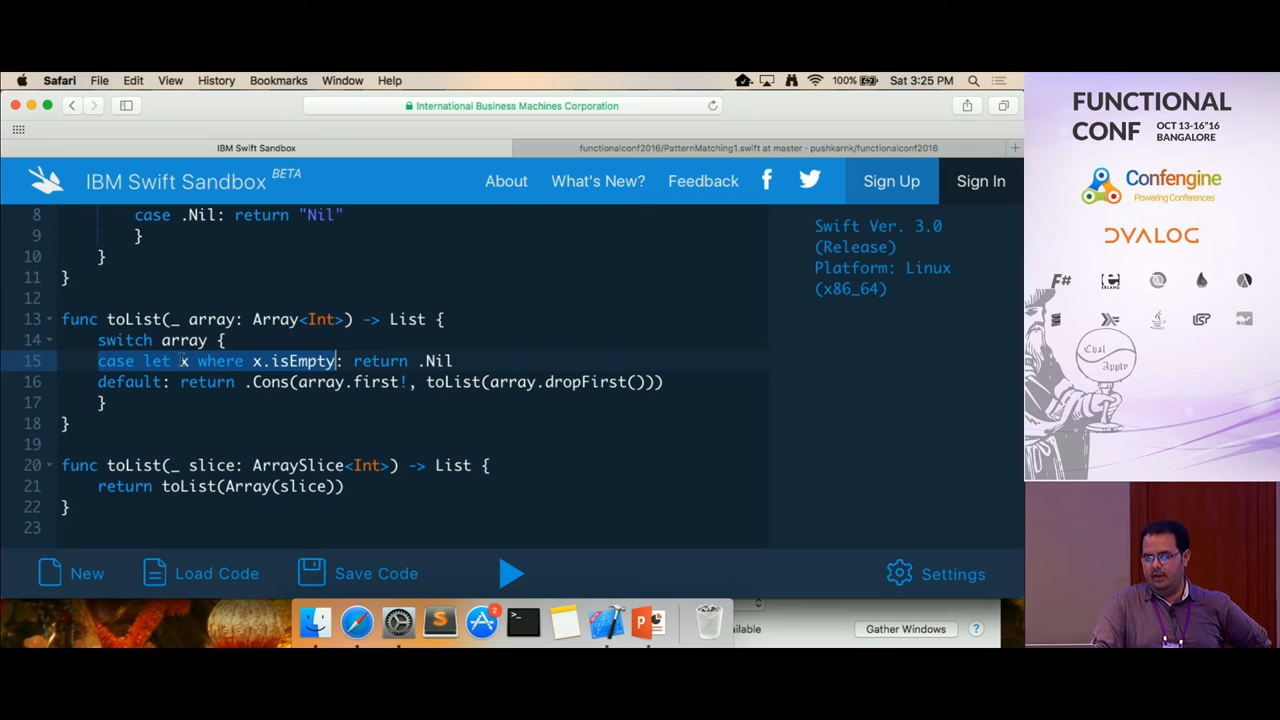 Safari File Edit View History Bookmarks Window Help 100% Sat 3:25 PM
International Business Machines Corporation
IBM Swift Sandbox functionalconf2016/PatternMatching1.swift at master · pushkarnk/functionalconf2016
IBM Swift Sandbox BETA About What's New? Feedback Sign Up Sign In
8 case .Nil: return "Nil"
9 }
10 }
11 }
12
13 func toList(_ array: Array<Int>) -> List {
14 switch array {
15 case let x where x.isEmpty: return .Nil
16 default: return .Cons(array.first!, toList(array.dropFirst()))
17 }
18 }
19
20 func toList(_ slice: ArraySlice<Int>) -> List {
21 return toList(Array(slice))
22 }
23
Swift Ver. 3.0
(Release)
Platform: Linux
(x86_64)
New Load Code Save Code Settings
2
ailable Gather Windows ?
FUNCTIONAL
CONF OCT 13-16"16
BANGALORE
Confengine
Powering Conferences
DYALOG
F# ERLANG
LISP
Eval
Apply